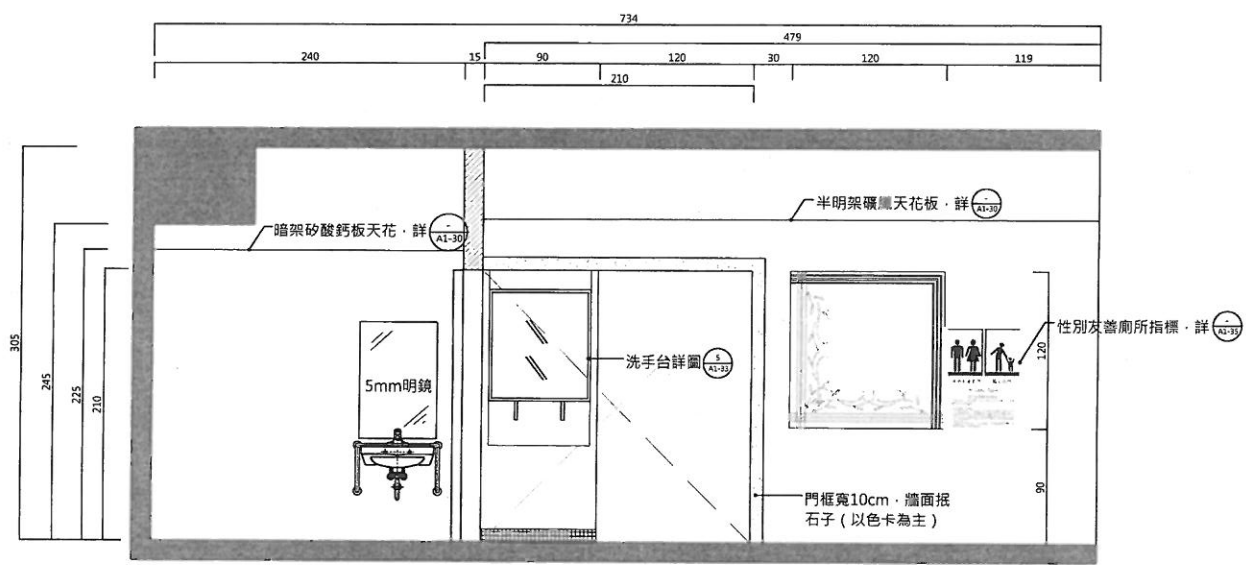 734
479
240
15
90
120
30
120
119
210
半明架礦纖天花板，詳
-
A1-30
暗架矽酸鈣板天花，詳
-
A1-30
305
245
225
210
5mm明鏡
洗手台詳圖
5
A1-33
120
性別友善廁所指標，詳
-
A1-35
90
門框寬10cm，牆面抿
石子（以色卡為主）